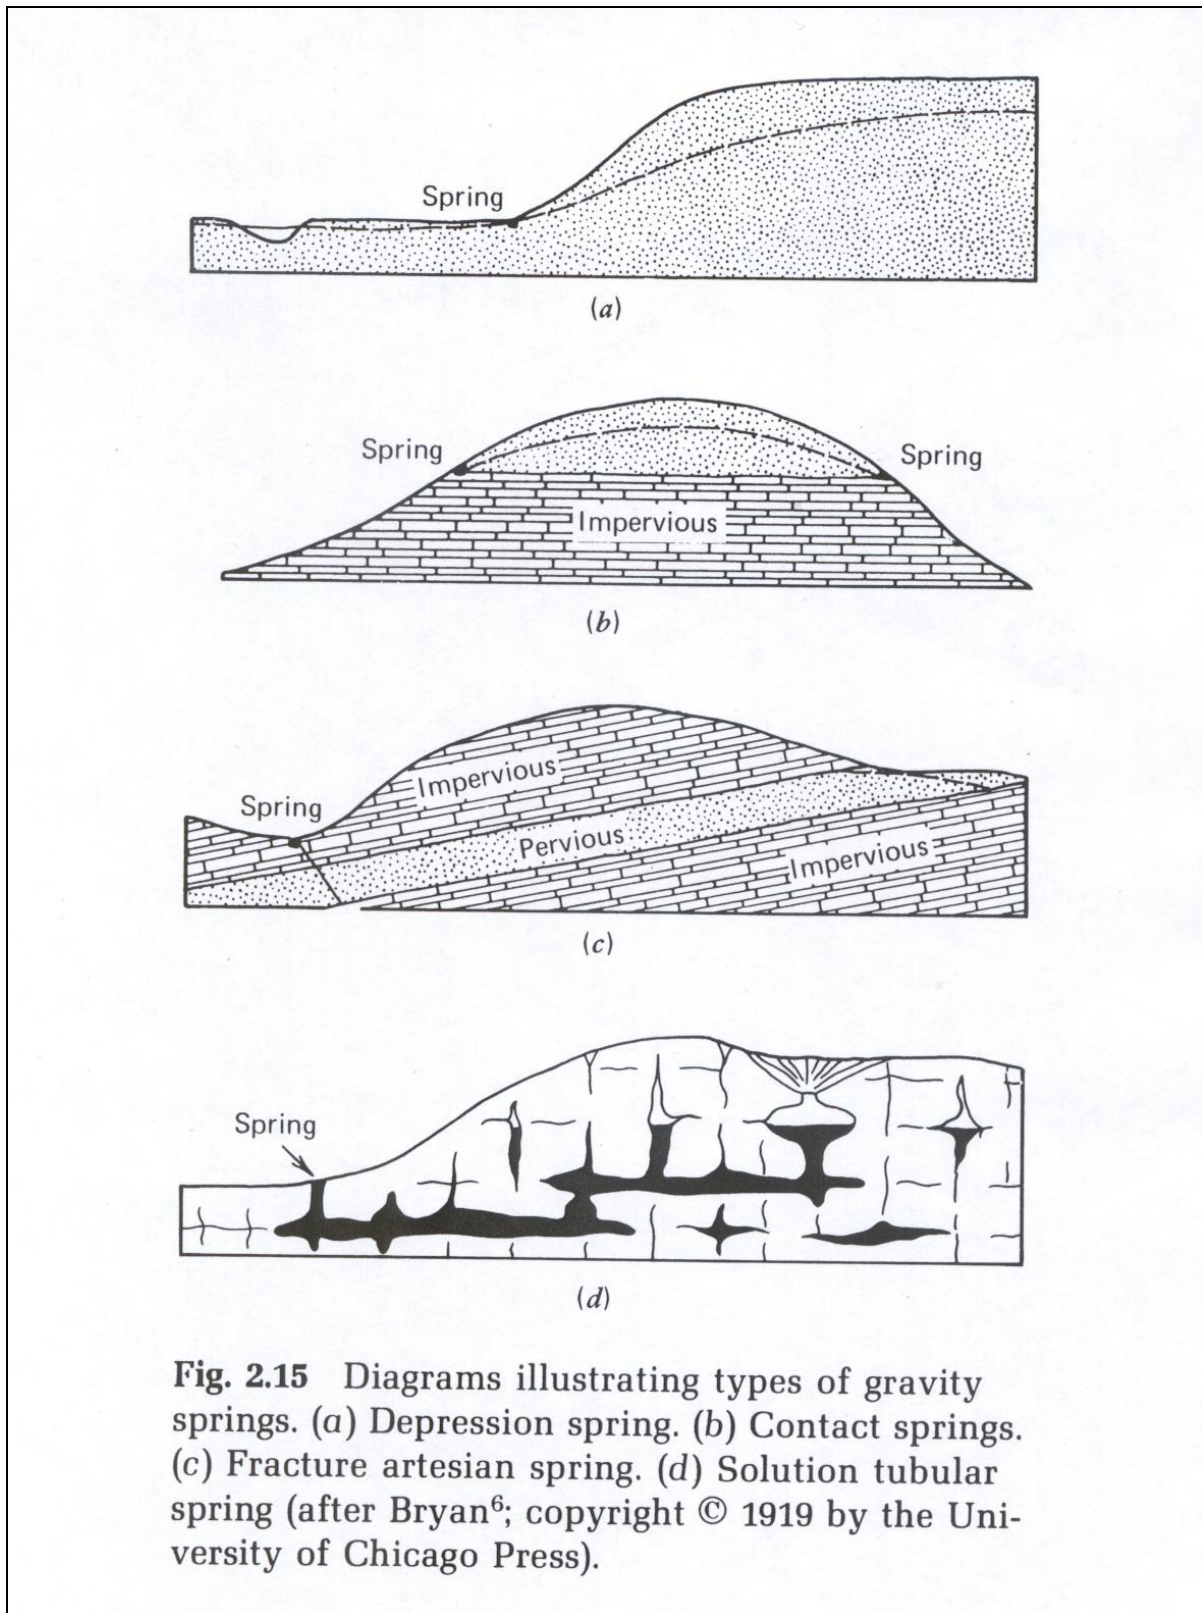 Spring
(a)
Spring
Spring
Impervious
(b)
Impervious
Spring
Pervious
Impervious
(c)
Spring
(d)
Fig. 2.15 Diagrams illustrating types of gravity
springs. (a) Depression spring. (b) Contact springs.
(c) Fracture artesian spring. (d) Solution tubular
spring (after Bryan⁶; copyright © 1919 by the Uni-
versity of Chicago Press).